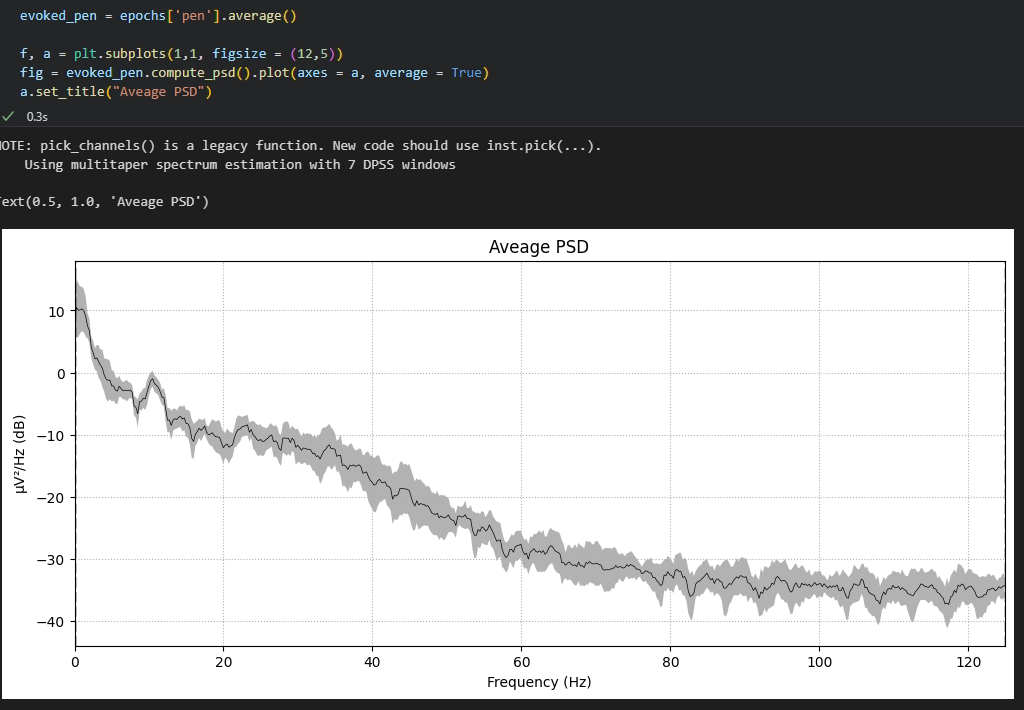 evoked_pen = epochs['pen'].average()
f, a = plt.subplots(1,1, figsize = (12,5))
fig = evoked_pen.compute_psd().plot(axes = a, average = True)
a.set_title("Aveage PSD")
0.3s
OTE: pick_channels() is a legacy function. New code should use inst.pick(...).
Using multitaper spectrum estimation with 7 DPSS windows
ext(0.5, 1.0, 'Aveage PSD')
Aveage PSD
10
0
−10
−20
−30
−40
µV²/Hz (dB)
0 20 40 60 80 100 120
Frequency (Hz)